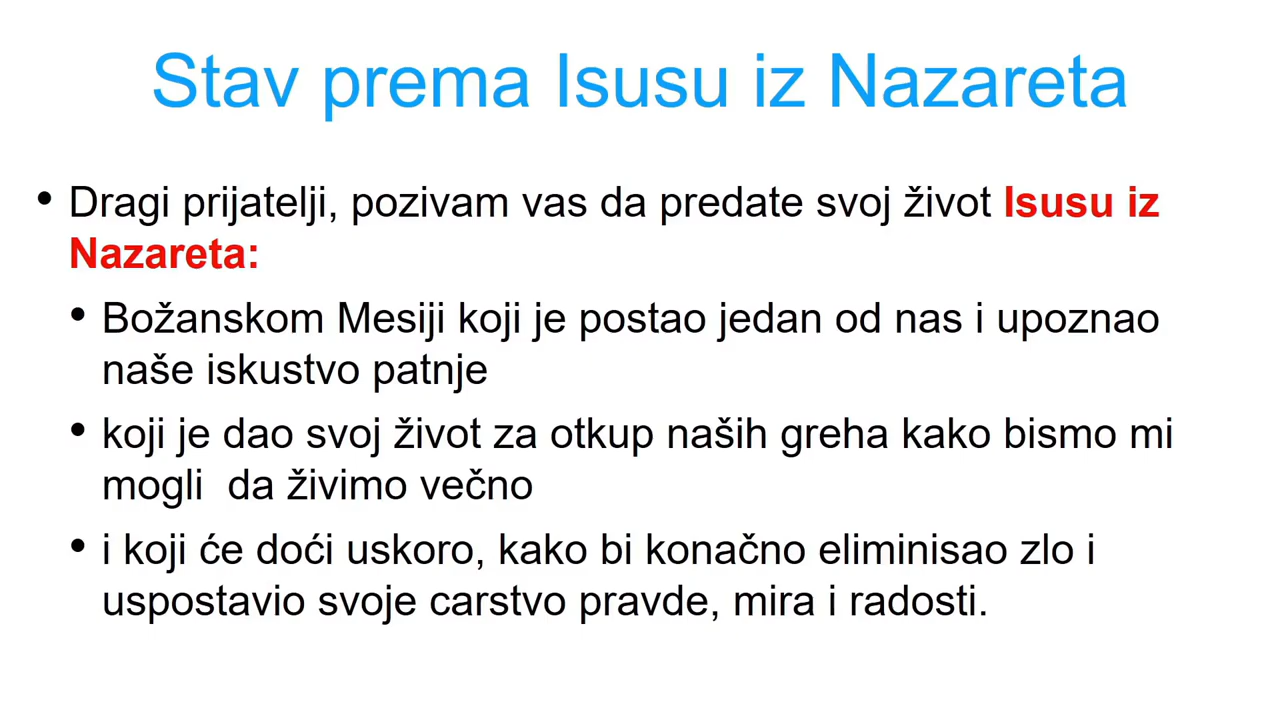 Stav prema Isusu iz Nazareta
• Dragi prijatelji, pozivam vas da predate svoj život Isusu iz
Nazareta:
• Božanskom Mesiji koji je postao jedan od nas i upoznao
naše iskustvo patnje
• koji je dao svoj život za otkup naših greha kako bismo mi
mogli  da živimo večno
• i koji će doći uskoro, kako bi konačno eliminisao zlo i
uspostavio svoje carstvo pravde, mira i radosti.